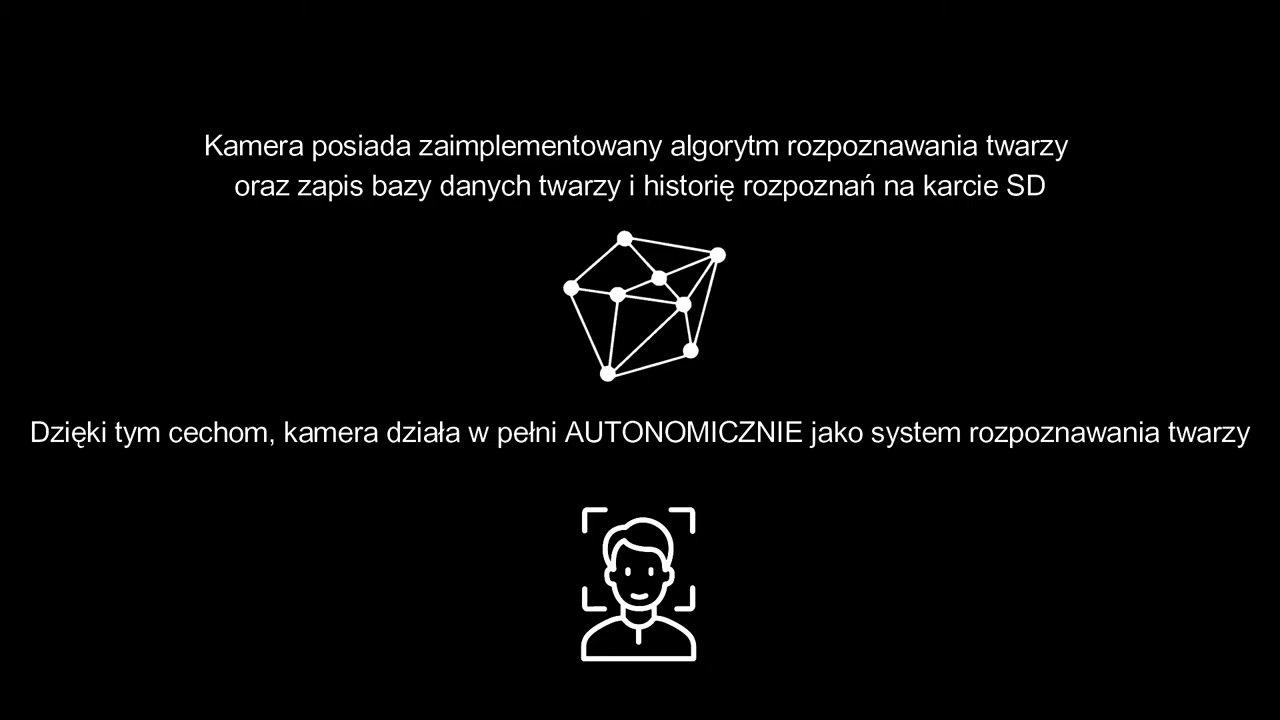 Kamera posiada zaimplementowany algorytm rozpoznawania twarzy
oraz zapis bazy danych twarzy i historię rozpoznań na karcie SD
Dzięki tym cechom, kamera działa w pełni AUTONOMICZNIE jako system rozpoznawania twarzy